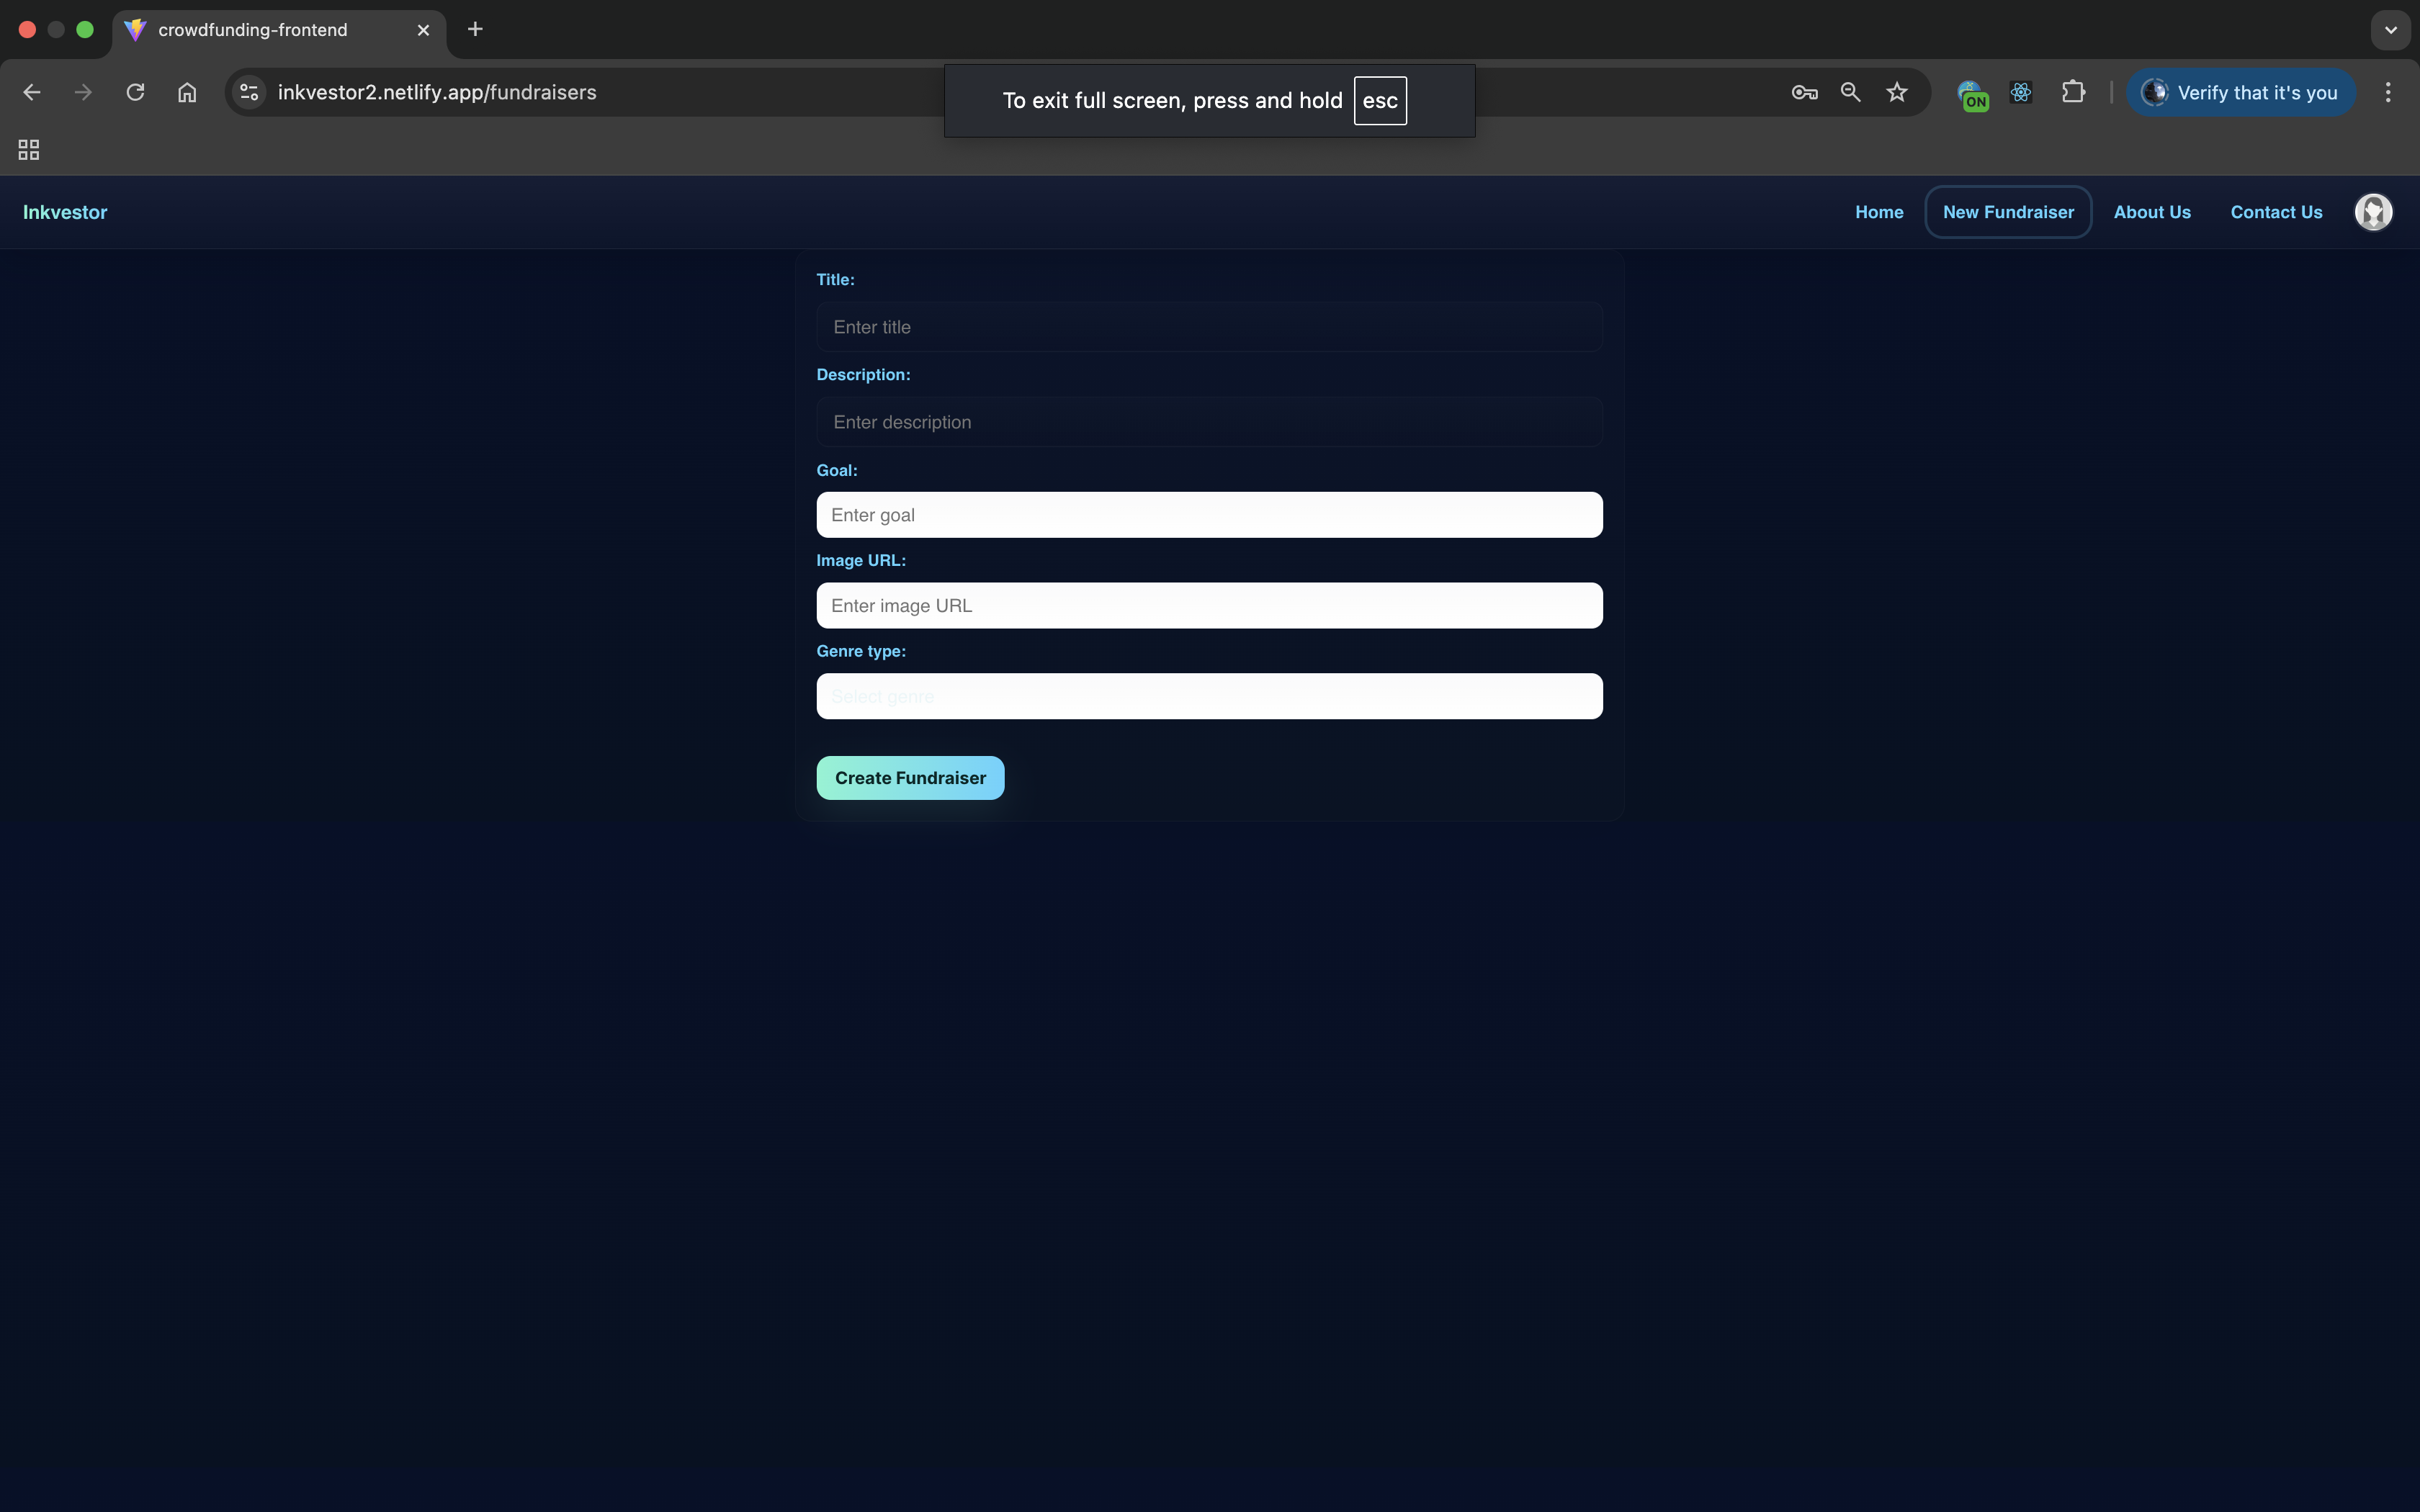 crowdfunding-frontend
inkvestor2.netlify.app/fundraisers
To exit full screen, press and hold esc
ON
Verify that it's you
Inkvestor
Home
New Fundraiser
About Us
Contact Us
Title:
Enter title
Description:
Enter description
Goal:
Enter goal
Image URL:
Enter image URL
Genre type:
Select genre
Create Fundraiser